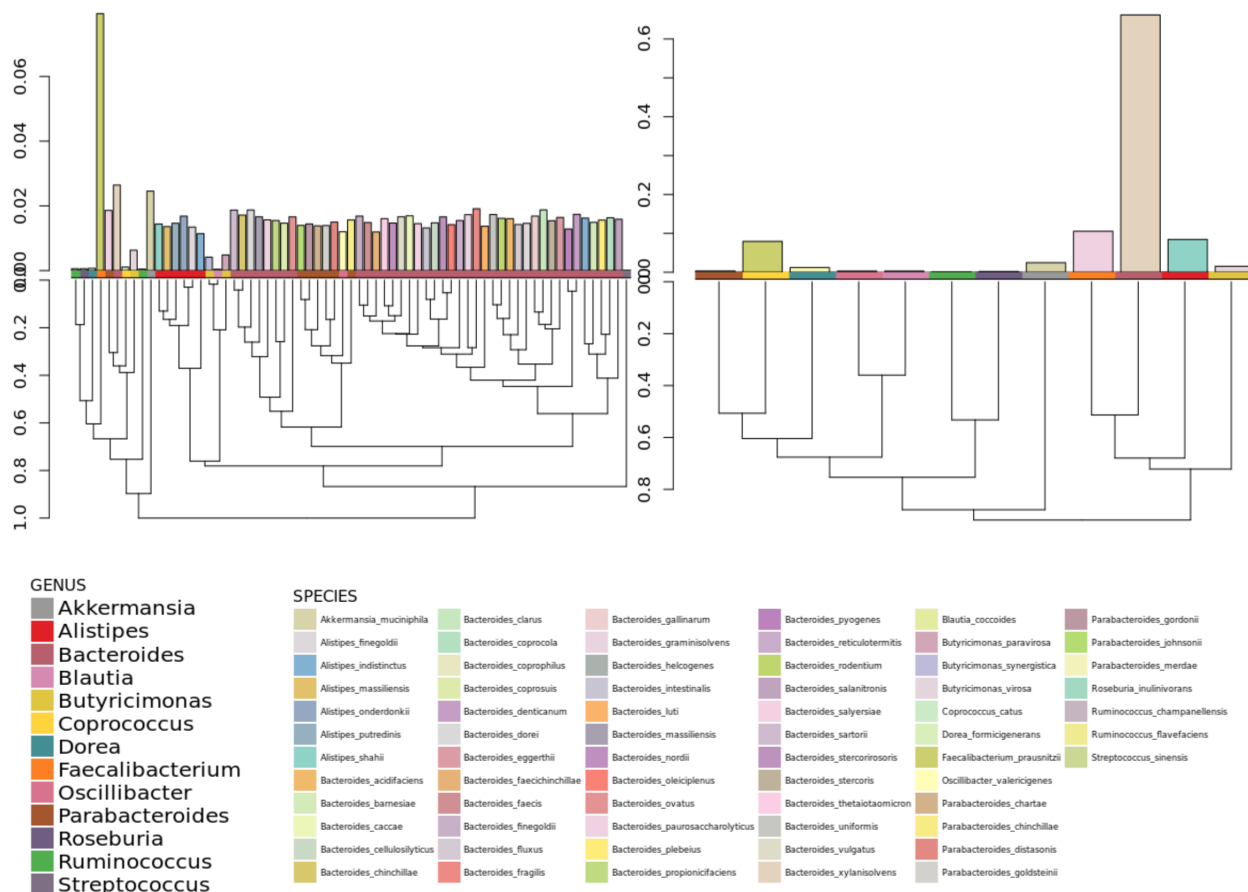 0.06
0.04
0.02
0.00
0.2
0.4
0.6
0.8
1.0
0.6
0.4
0.2
0.0
0.2
0.4
0.6
0.8
GENUS
Akkermansia
Alistipes
Bacteroides
Blautia
Butyricimonas
Coprococcus
Dorea
Faecalibacterium
Oscillibacter
Parabacteroides
Roseburia
Ruminococcus
Streptococcus
SPECIES
Akkermansia_muciniphila
Alistipes_finegoldii
Alistipes_indistinctus
Alistipes_massiliensis
Alistipes_onderdonkii
Alistipes_putredinis
Alistipes_shahii
Bacteroides_acidifaciens
Bacteroides_barnesiae
Bacteroides_caccae
Bacteroides_cellulosilyticus
Bacteroides_chinchillae
Bacteroides_clarus
Bacteroides_coprocola
Bacteroides_coprophilus
Bacteroides_coprosuis
Bacteroides_denticanum
Bacteroides_dorei
Bacteroides_eggerthii
Bacteroides_faecichinchillae
Bacteroides_faecis
Bacteroides_finegoldii
Bacteroides_fluxus
Bacteroides_fragilis
Bacteroides_gallinarum
Bacteroides_graminisolvens
Bacteroides_helcogenes
Bacteroides_intestinalis
Bacteroides_luti
Bacteroides_massiliensis
Bacteroides_nordii
Bacteroides_oleiciplenus
Bacteroides_ovatus
Bacteroides_paurosaccharolyticus
Bacteroides_plebeius
Bacteroides_propionicifaciens
Bacteroides_pyogenes
Bacteroides_reticulotermitis
Bacteroides_rodentium
Bacteroides_salanitronis
Bacteroides_salyersiae
Bacteroides_sartorii
Bacteroides_stercorirosoris
Bacteroides_stercoris
Bacteroides_thetaiotaomicron
Bacteroides_uniformis
Bacteroides_vulgatus
Bacteroides_xylanisolvens
Blautia_coccoides
Butyricimonas_paravirosa
Butyricimonas_synergistica
Butyricimonas_virosa
Coprococcus_catus
Dorea_formicigenerans
Faecalibacterium_prausnitzii
Oscillibacter_valericigenes
Parabacteroides_chartae
Parabacteroides_chinchillae
Parabacteroides_distasonis
Parabacteroides_goldsteinii
Parabacteroides_gordonii
Parabacteroides_johnsonii
Parabacteroides_merdae
Roseburia_inulinivorans
Ruminococcus_champanellensis
Ruminococcus_flavefaciens
Streptococcus_sinensis